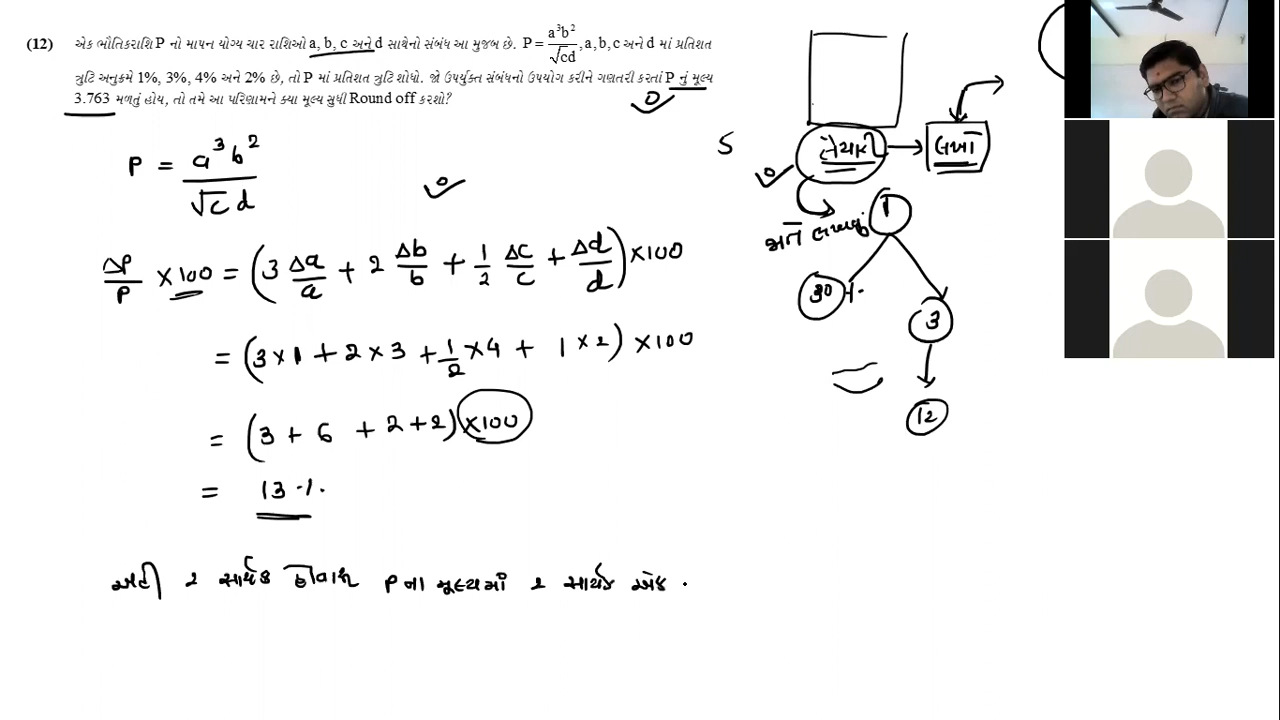 (12) એક ભૌતિકરાશિ P નો માપન યોગ્ય ચાર રાશિઓ a, b, c અને d સાથેનો સંબંધ આ મુજબ છે. P = a³b²/√cd, a, b, c અને d માં પ્રતિશત
ત્રુટિ અનુક્રમે 1%, 3%, 4% અને 2% છે, તો P માં પ્રતિશત ત્રુટિ શોધો. જો ઉપર્યુક્ત સંબંધનો ઉપયોગ કરીને ગણતરી કરતાં P નું મૂલ્ય
3.763 મળતું હોય, તો તમે આ પરિણામને ક્યા મૂલ્ય સુધી Round off કરશો?
P = a³b²/√c d
ΔP/P ×100 = (3 Δa/a + 2 Δb/b + 1/2 Δc/c + Δd/d) ×100
= (3×1 + 2×3 + 1/2×4 + 1×2) ×100
= (3 + 6 + 2+2) ×100
= 13 %.
2 સાર્થક P ના મૂલ્યમાં 2 સાર્થક અંક .
S
તૈયાર → લખો
1
30 %.
3
12